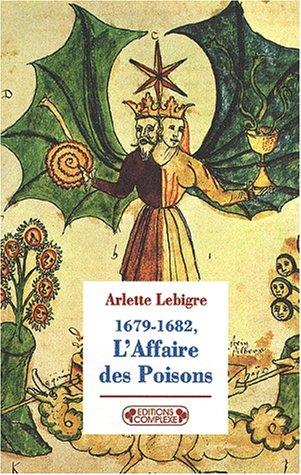 Arlette Lebigre
1679-1682,
L'Affaire
des Poisons
EDITIONS
COMPLEXE